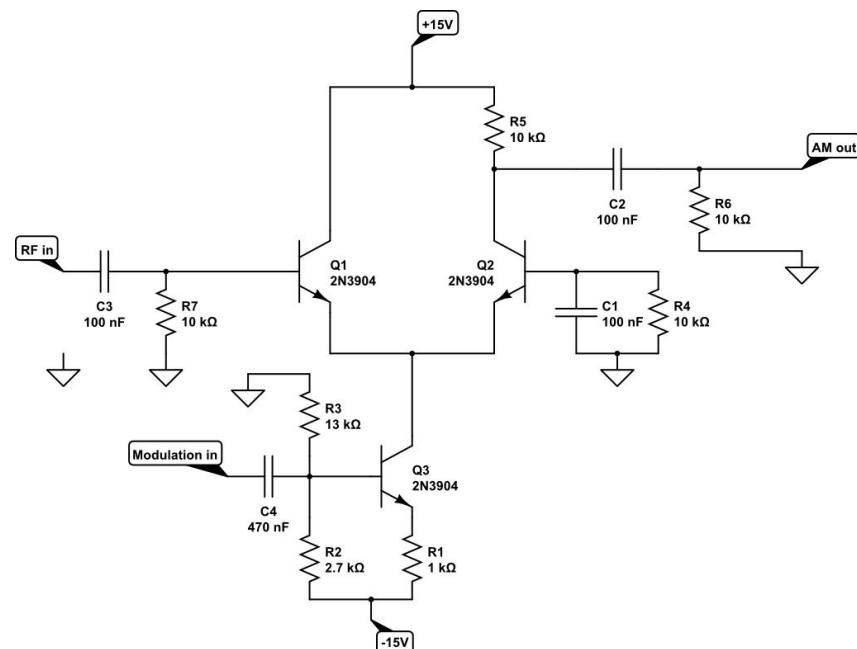 +15V
R5
10 kΩ
AM out
C2
100 nF
R6
10 kΩ
RF in
C3
100 nF
R7
10 kΩ
Q1
2N3904
Q2
2N3904
C1
100 nF
R4
10 kΩ
R3
13 kΩ
Modulation in
C4
470 nF
Q3
2N3904
R2
2.7 kΩ
R1
1 kΩ
-15V